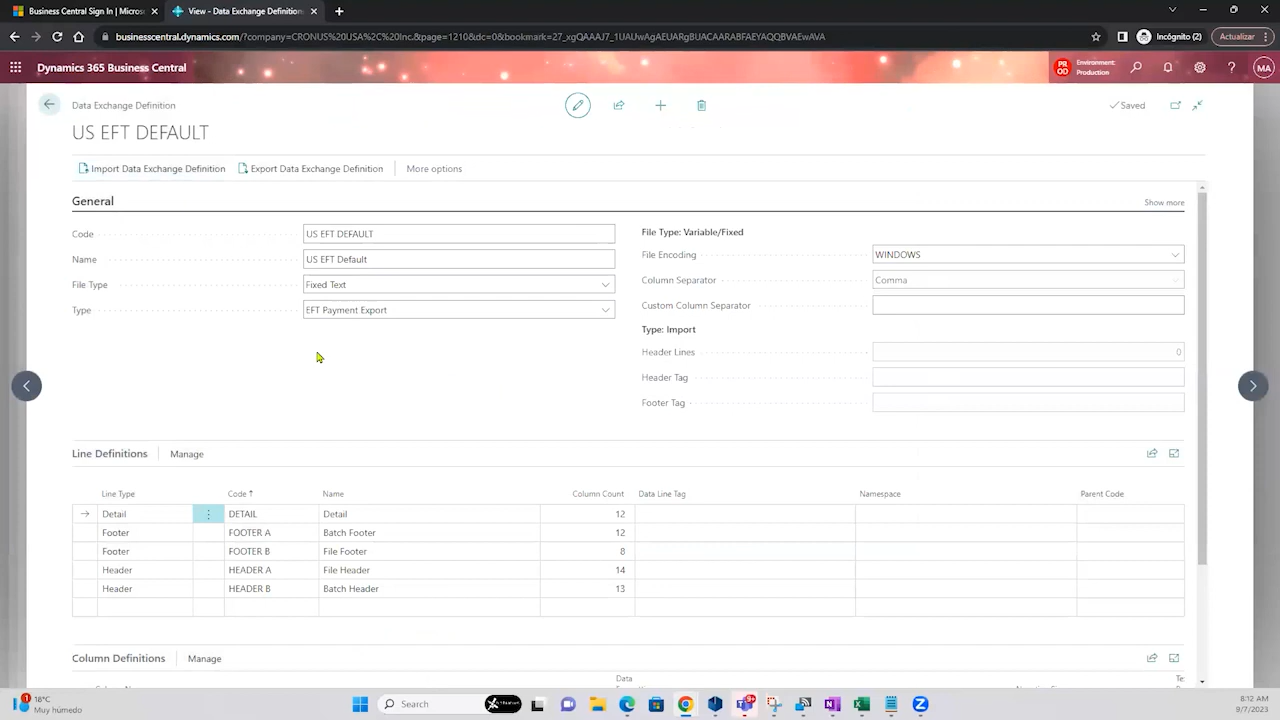 Business Central Sign In | Micros
View - Data Exchange Definition
businesscentral.dynamics.com/?company=CRONUS%20USA%2C%20Inc.&page=1210&dc=0&bookmark=27_xgQAAAJ7_1UAUwAgAEUARgBUACAARABFAEYAQQBVAEwAVA
Incógnito (2)
Actualizar
Dynamics 365 Business Central
PROD
Environment:
Production
MA
Data Exchange Definition
Saved
US EFT DEFAULT
Import Data Exchange Definition
Export Data Exchange Definition
More options
General
Show more
Code
US EFT DEFAULT
Name
US EFT Default
File Type
Fixed Text
Type
EFT Payment Export
File Type: Variable/Fixed
File Encoding
WINDOWS
Column Separator
Comma
Custom Column Separator
Type: Import
Header Lines
0
Header Tag
Footer Tag
Line Definitions
Manage
Line Type Code ↑ Name Column Count Data Line Tag Namespace Parent Code
Detail DETAIL Detail 12
Footer FOOTER A Batch Footer 12
Footer FOOTER B File Footer 8
Header HEADER A File Header 14
Header HEADER B Batch Header 13
Column Definitions
Manage
Data
1
18°C
Muy húmedo
Search
8:12 AM
9/7/2023